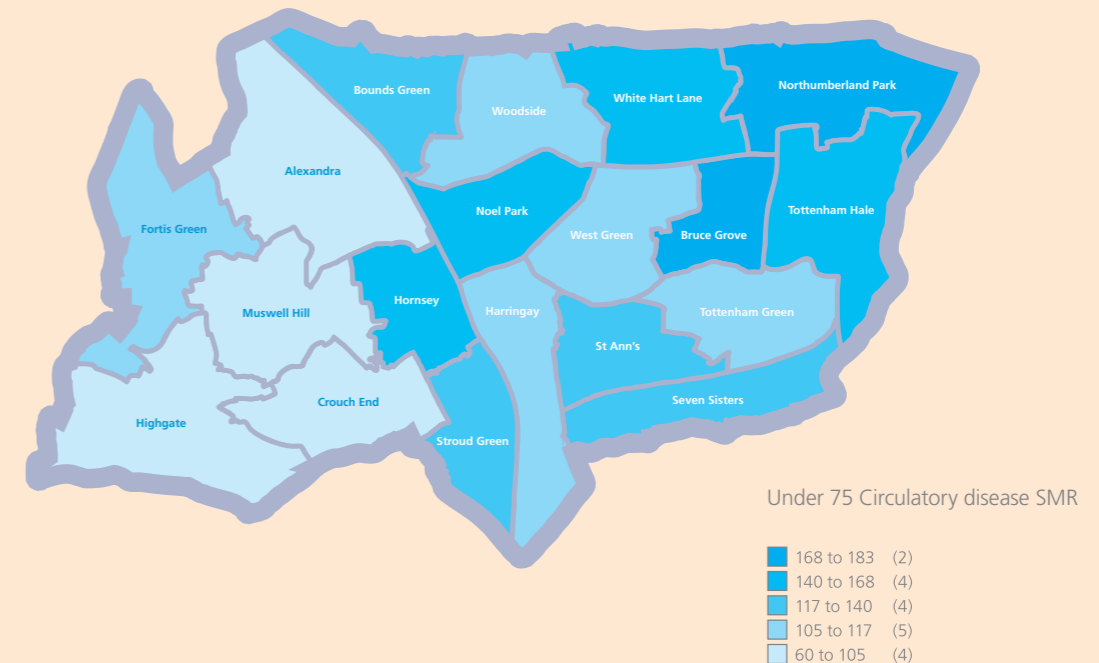 Bounds Green
Northumberland Park
White Hart Lane
Woodside
Alexandra
Noel Park
Tottenham Hale
Fortis Green
West Green
Bruce Grove
Hornsey
Muswell Hill
Harringay
Tottenham Green
St Ann's
Crouch End
Seven Sisters
Highgate
Stroud Green
Under 75 Circulatory disease SMR
168 to 183 (2)
140 to 168 (4)
117 to 140 (4)
105 to 117 (5)
60 to 105 (4)